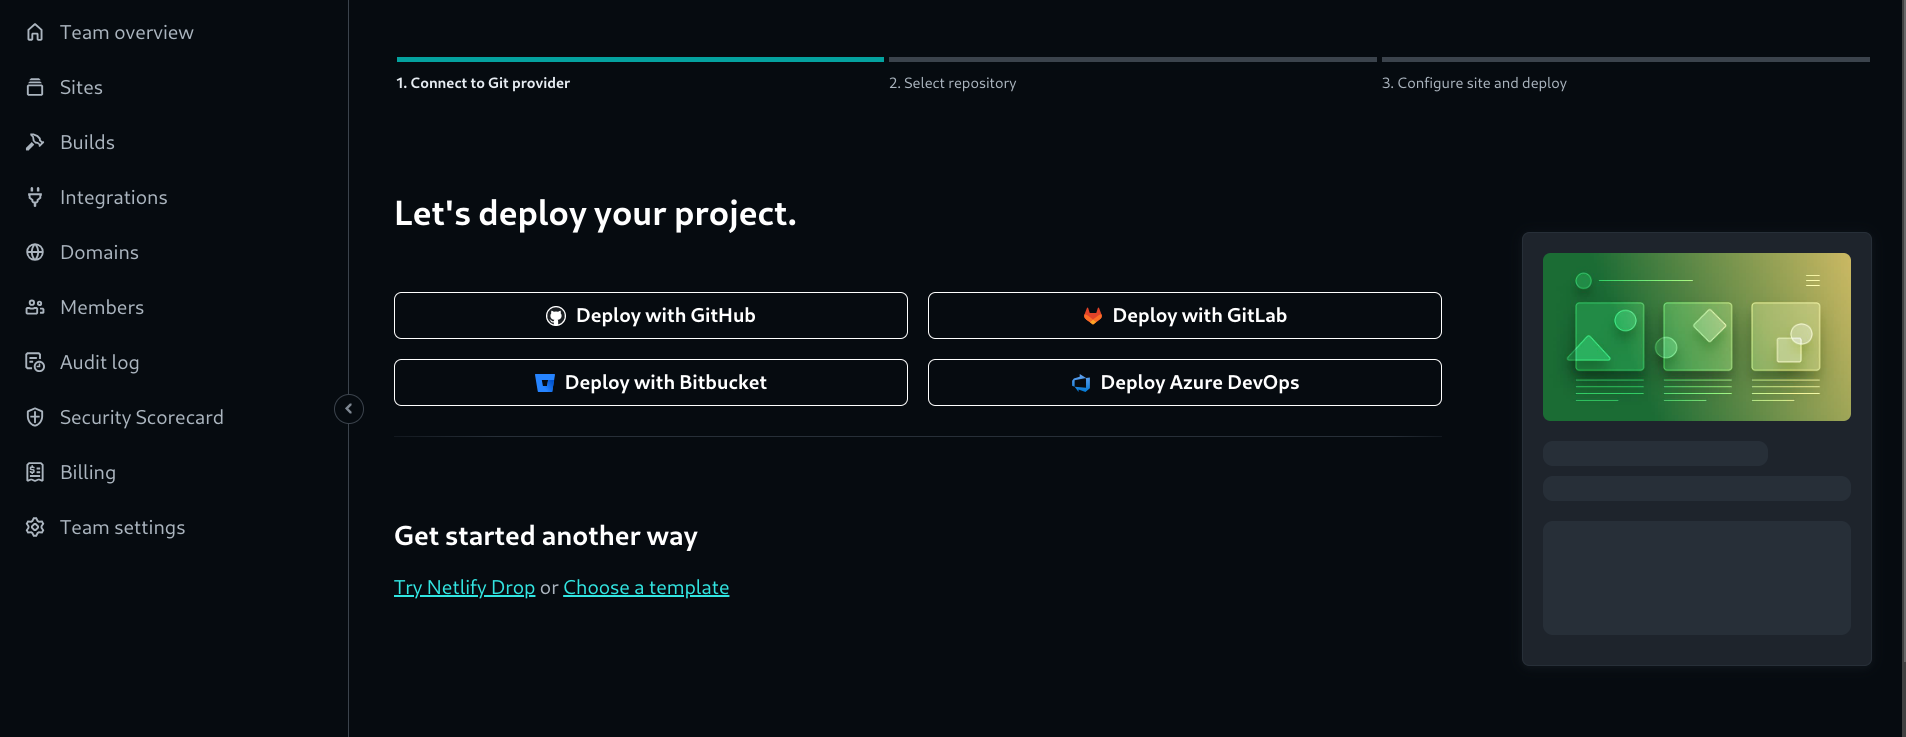 Team overview
Sites
Builds
Integrations
Domains
Members
Audit log
Security Scorecard
Billing
Team settings
1. Connect to Git provider
2. Select repository
3. Configure site and deploy
Let's deploy your project.
Deploy with GitHub
Deploy with GitLab
Deploy with Bitbucket
Deploy Azure DevOps
Get started another way
Try Netlify Drop or Choose a template